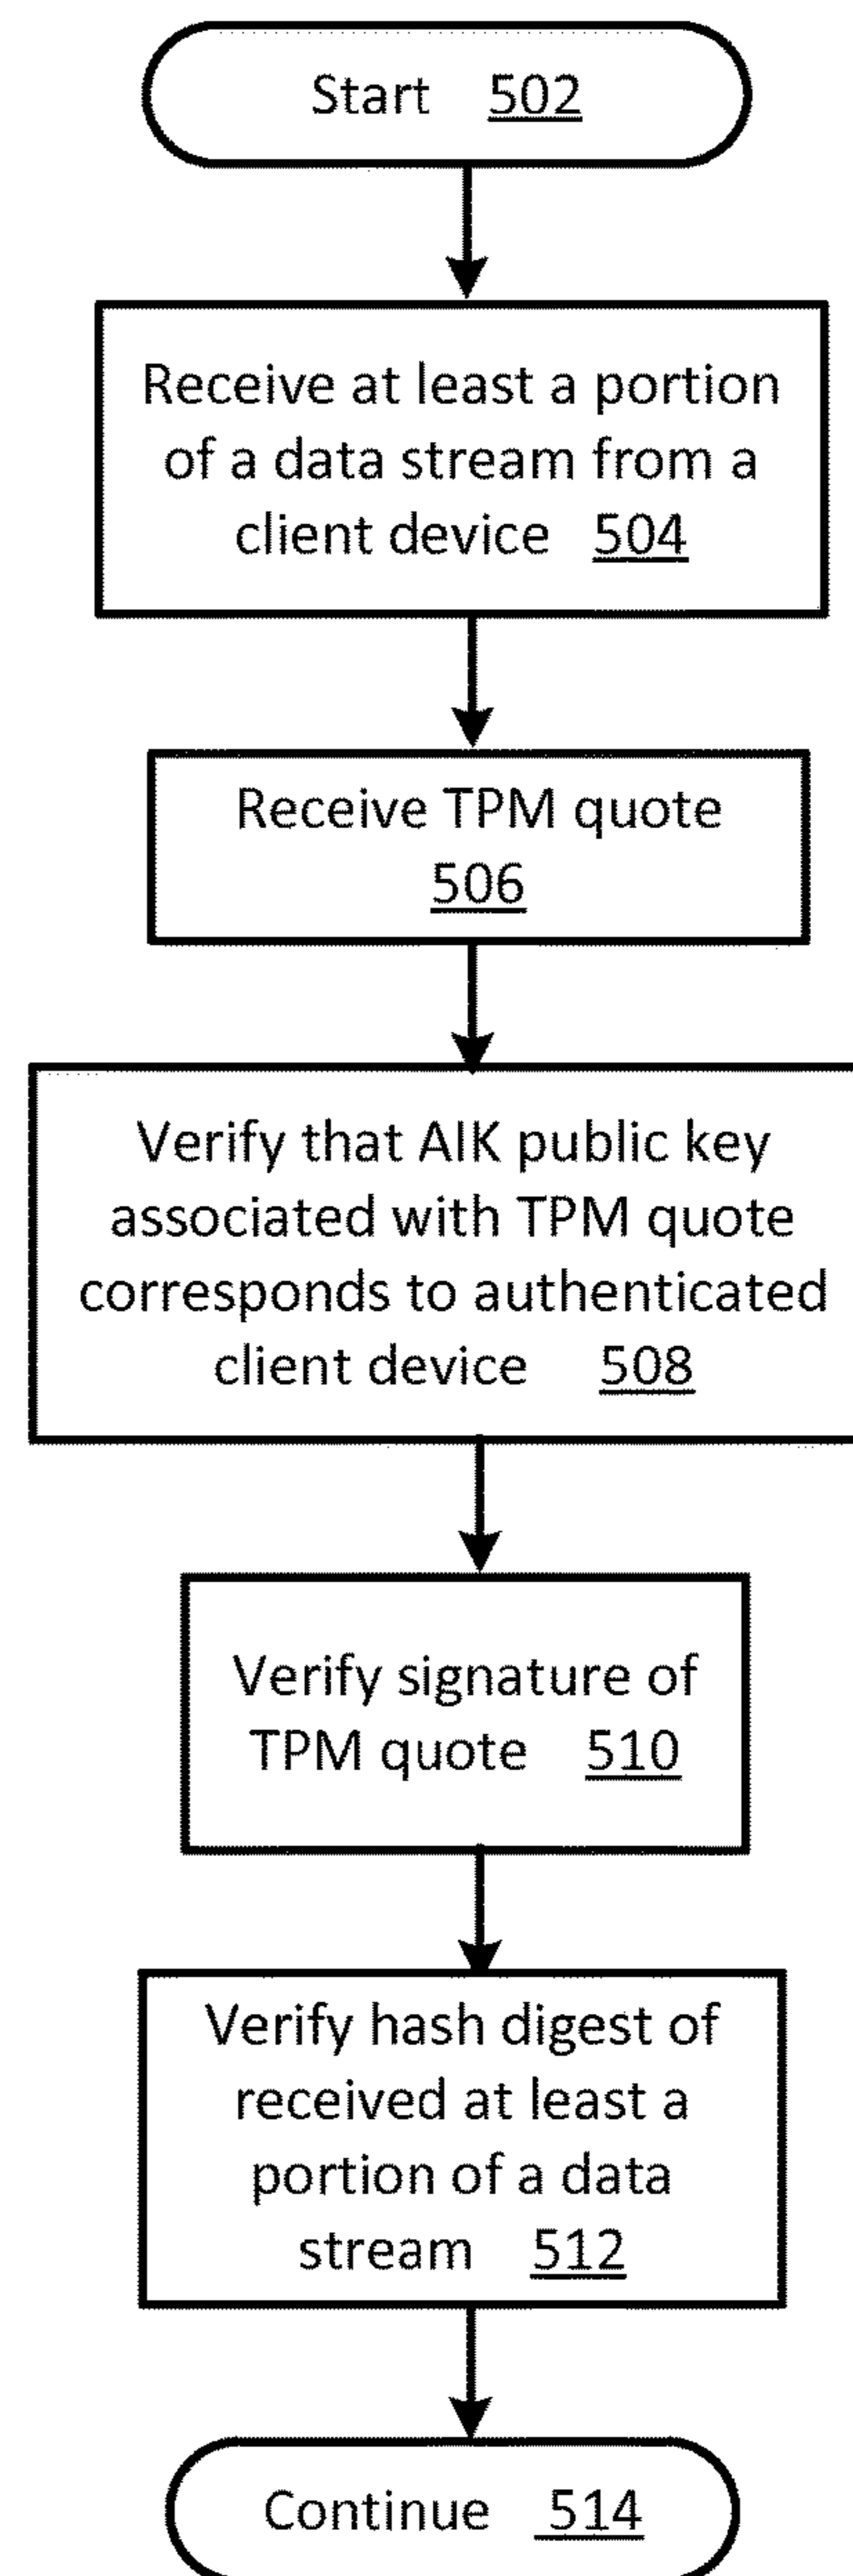 Start 502
Receive at least a portion
of a data stream from a
client device 504
Receive TPM quote
506
Verify that AIK public key
associated with TPM quote
corresponds to authenticated
client device 508
Verify signature of
TPM quote 510
Verify hash digest of
received at least a
portion of a data
stream 512
Continue 514